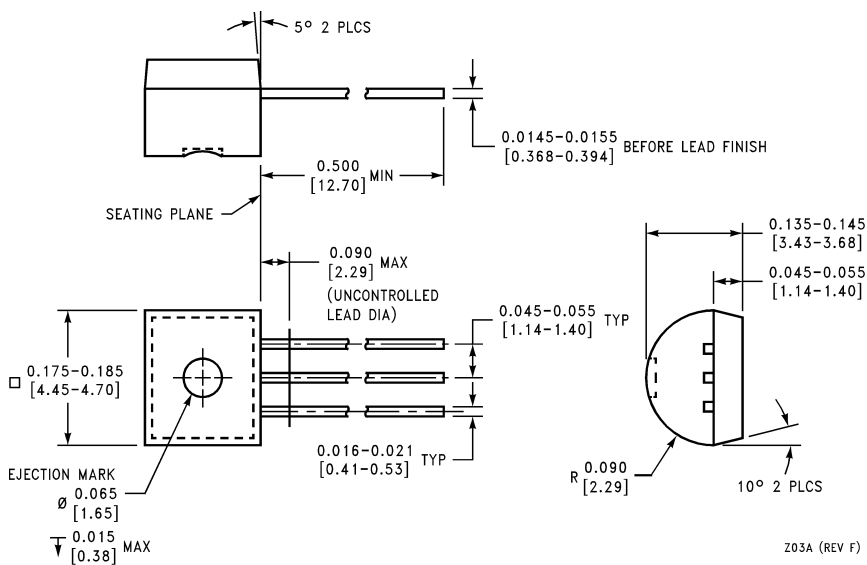 5° 2 PLCS
0.0145-0.0155
[0.368-0.394] BEFORE LEAD FINISH
0.500
[12.70] MIN
SEATING PLANE
0.135-0.145
[3.43-3.68]
0.090
[2.29] MAX
(UNCONTROLLED
LEAD DIA)
0.045-0.055
[1.14-1.40]
0.045-0.055
[1.14-1.40] TYP
0.175-0.185
[4.45-4.70]
0.016-0.021
[0.41-0.53] TYP
EJECTION MARK
Ø 0.065
[1.65]
0.015
[0.38] MAX
R 0.090
[2.29]
10° 2 PLCS
Z03A (REV F)